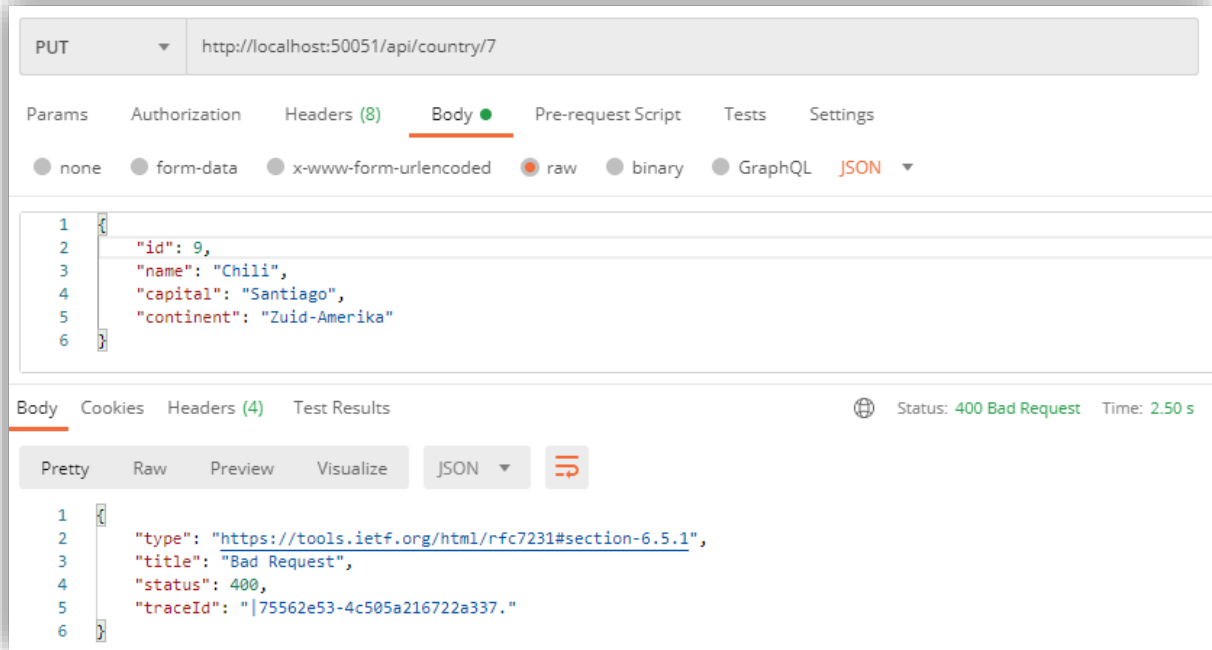 PUT http://localhost:50051/api/country/7
Params Authorization Headers (8) Body Pre-request Script Tests Settings
none form-data x-www-form-urlencoded raw binary GraphQL JSON
1 {
2 "id": 9,
3 "name": "Chili",
4 "capital": "Santiago",
5 "continent": "Zuid-Amerika"
6 }
Body Cookies Headers (4) Test Results Status: 400 Bad Request Time: 2.50 s
Pretty Raw Preview Visualize JSON
1 {
2 "type": "https://tools.ietf.org/html/rfc7231#section-6.5.1",
3 "title": "Bad Request",
4 "status": 400,
5 "traceId": "|75562e53-4c505a216722a337."
6 }